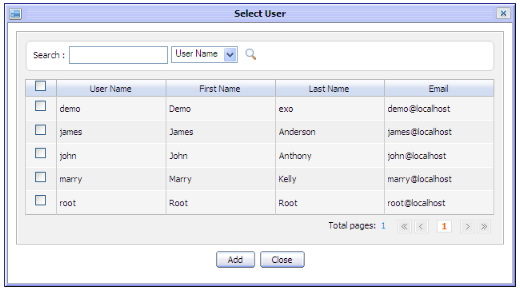 Select User
Search : User Name
User Name First Name Last Name Email
demo Demo exo demo@localhost
james James Anderson james@localhost
john John Anthony john@localhost
marry Marry Kelly marry@localhost
root Root Root root@localhost
Total pages: 1 « < 1 > »
Add Close